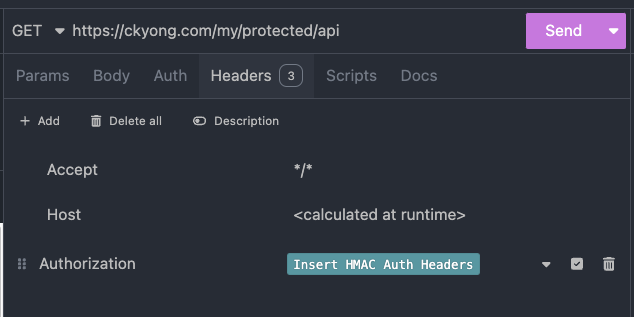 GET https://ckyong.com/my/protected/api Send
Params Body Auth Headers 3 Scripts Docs
+ Add Delete all Description
Accept */*
Host <calculated at runtime>
Authorization Insert HMAC Auth Headers